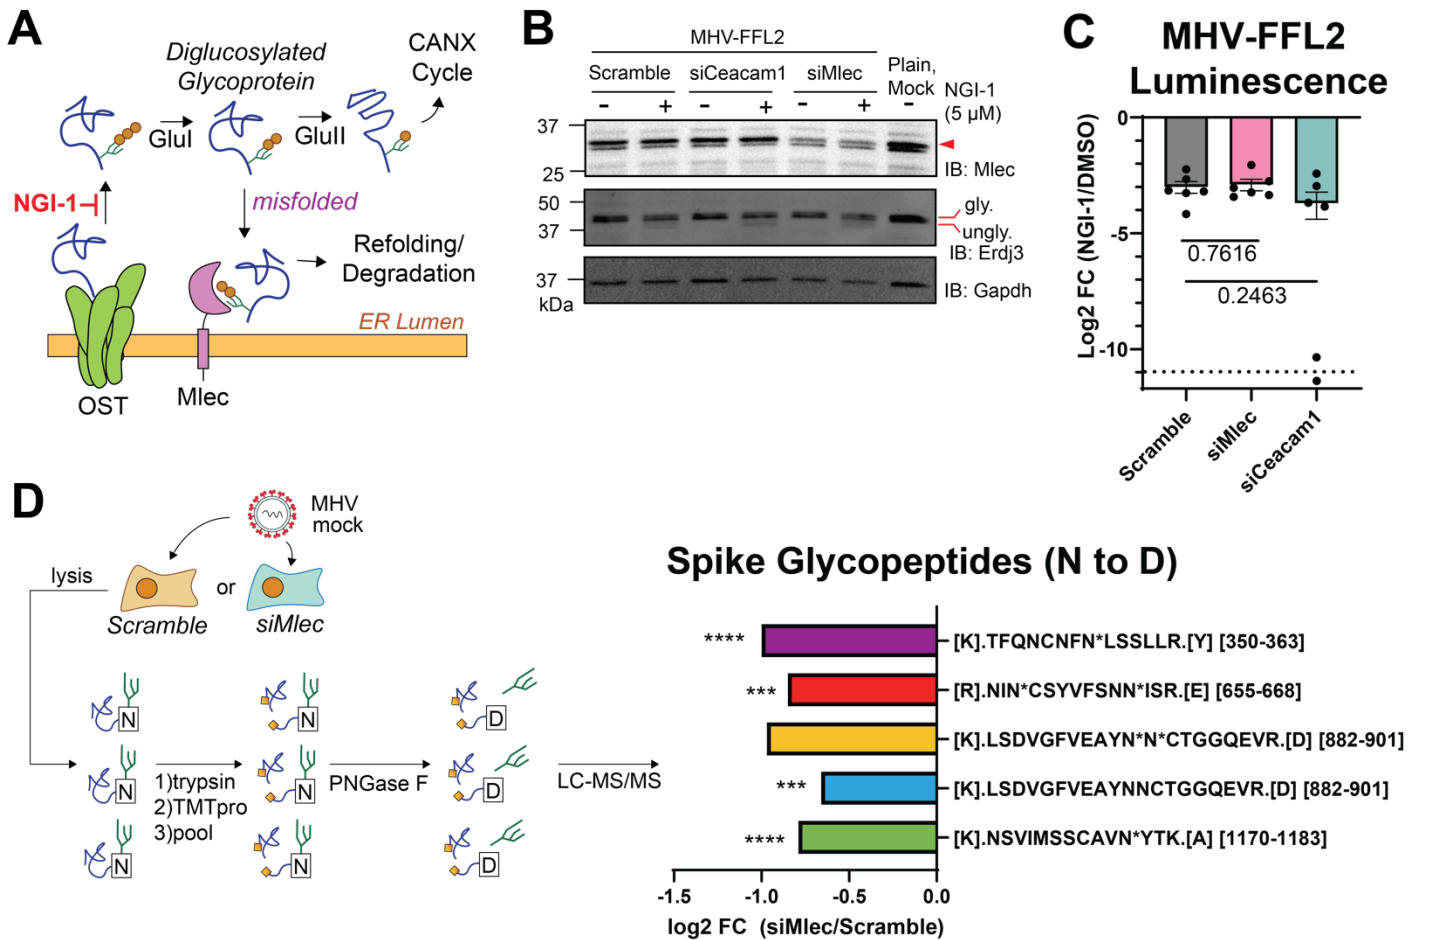 A
Diglucosylated
Glycoprotein
CANX
Cycle
GluI
GluII
NGI-1
misfolded
Refolding/
Degradation
ER Lumen
OST
Mlec
B
MHV-FFL2
Scramble siCeacam1 siMlec Plain,
Mock
NGI-1
(5 µM)
- + - + - + -
37
25
IB: Mlec
50
37
gly.
ungly.
IB: Erdj3
37
kDa
IB: Gapdh
C
MHV-FFL2
Luminescence
Log2 FC (NGI-1/DMSO)
0
-5
-10
0.7616
0.2463
Scramble
siMlec
siCeacam1
D
MHV
mock
lysis
or
Scramble
siMlec
N N D
N N D
N N D
1)trypsin
2)TMTpro
3)pool
PNGase F
LC-MS/MS
Spike Glycopeptides (N to D)
**** [K].TFQNCNFN*LSSLLR.[Y] [350-363]
*** [R].NIN*CSYVFSNN*ISR.[E] [655-668]
[K].LSDVGFVEAYN*N*CTGGQEVR.[D] [882-901]
*** [K].LSDVGFVEAYNNCTGGQEVR.[D] [882-901]
**** [K].NSVIMSSCAVN*YTK.[A] [1170-1183]
-1.5 -1.0 -0.5 0.0
log2 FC (siMlec/Scramble)